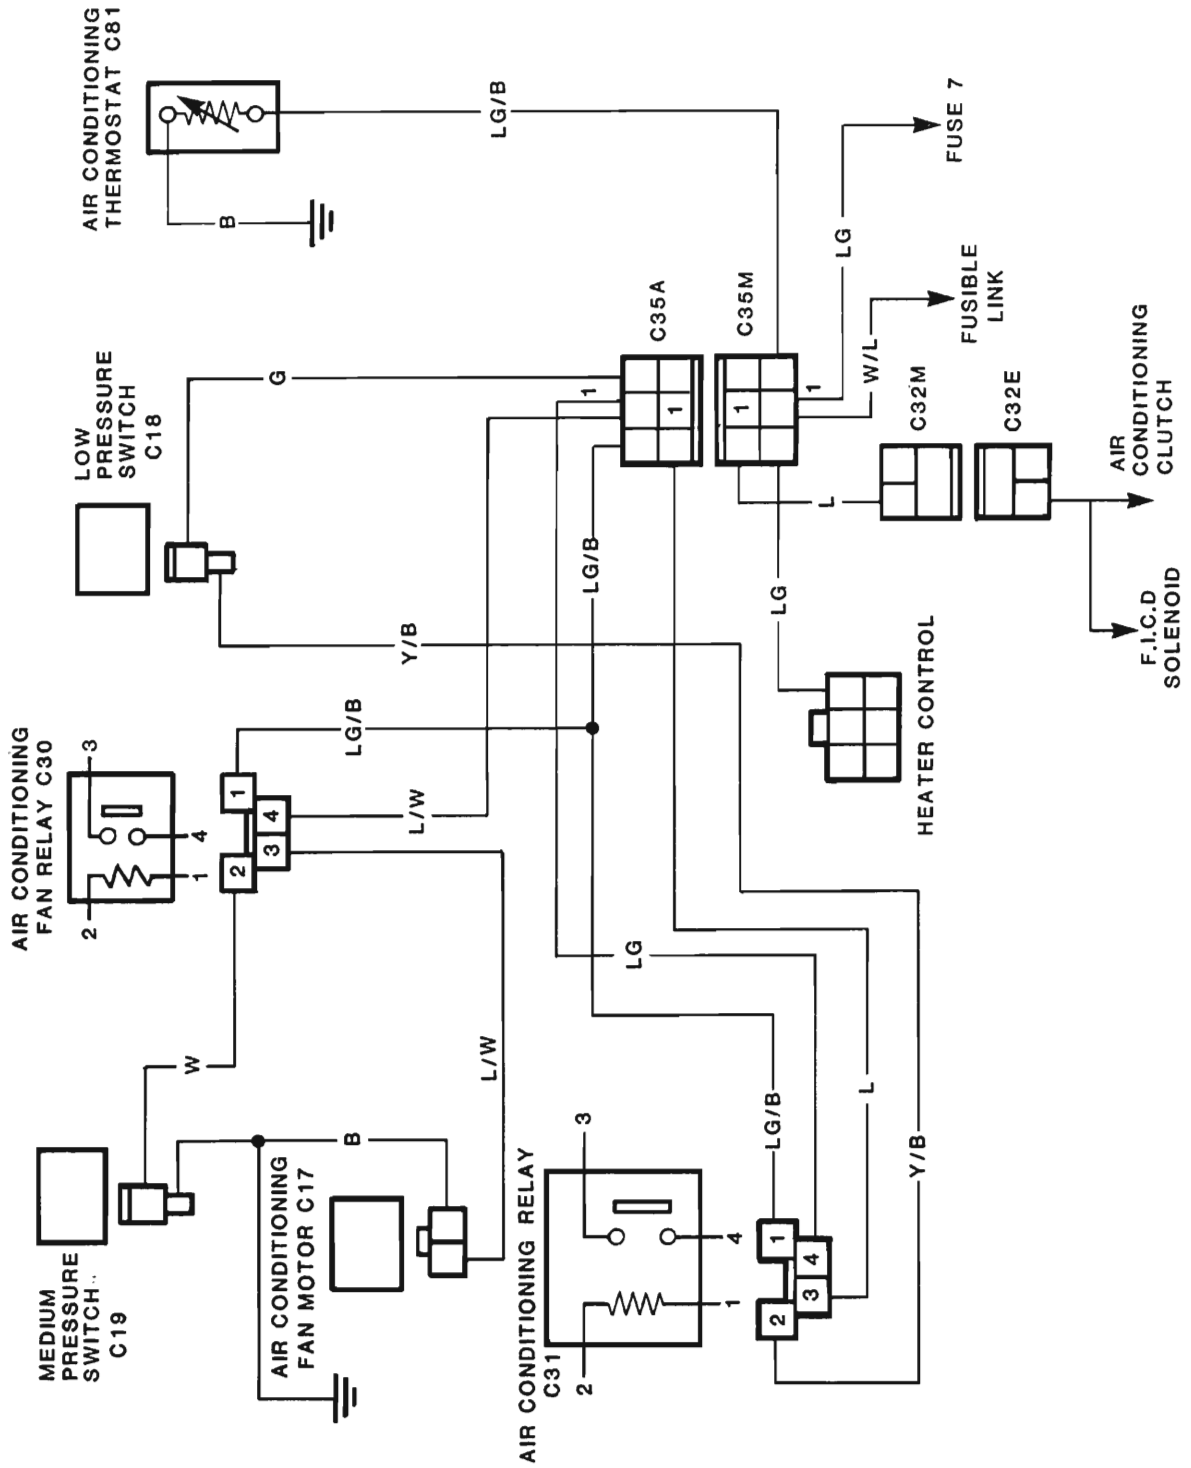 MEDIUM
PRESSURE
SWITCH
C19
AIR CONDITIONING
FAN RELAY C30
2
3
1
4
LOW
PRESSURE
SWITCH
C18
AIR CONDITIONING
THERMOSTAT C81
W
2
1
3
4
G
B
AIR CONDITIONING
FAN MOTOR C17
B
LG/B
Y/B
L/W
L/W
LG/B
AIR CONDITIONING RELAY
C31
2
3
1
4
LG/B
LG
1
1
C35A
1
C35M
1
2
1
3
4
LG/B
L
Y/B
LG
L
LG
W/L
HEATER CONTROL
C32M
C32E
FUSIBLE
LINK
FUSE 7
F.I.C.D
SOLENOID
AIR
CONDITIONING
CLUTCH